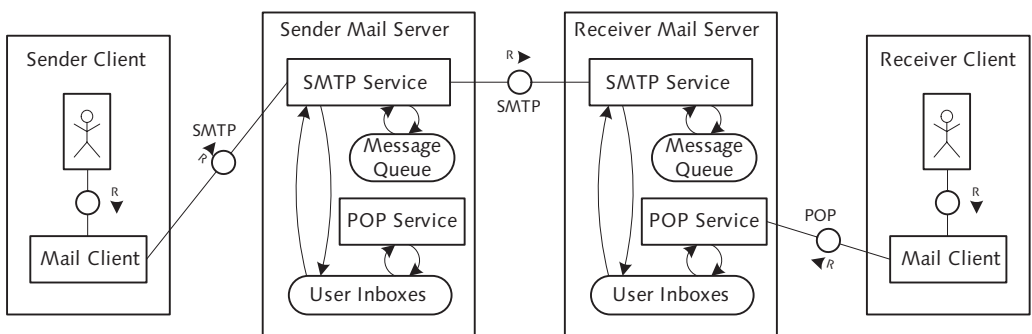 Sender Client
R
Mail Client
SMTP
R
Sender Mail Server
SMTP Service
Message
Queue
POP Service
User Inboxes
R
SMTP
Receiver Mail Server
SMTP Service
Message
Queue
POP Service
User Inboxes
POP
R
Receiver Client
R
Mail Client